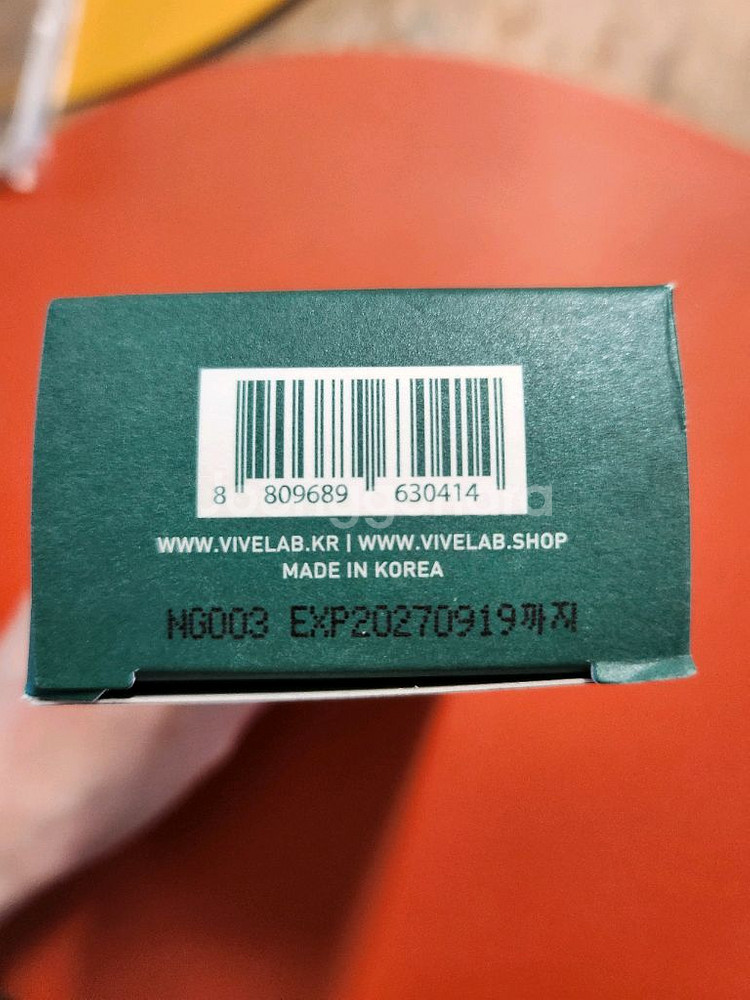 8 809689 630414
WWW.VIVELAB.KR | WWW.VIVELAB.SHOP
MADE IN KOREA
NG003 EXP20270919까지